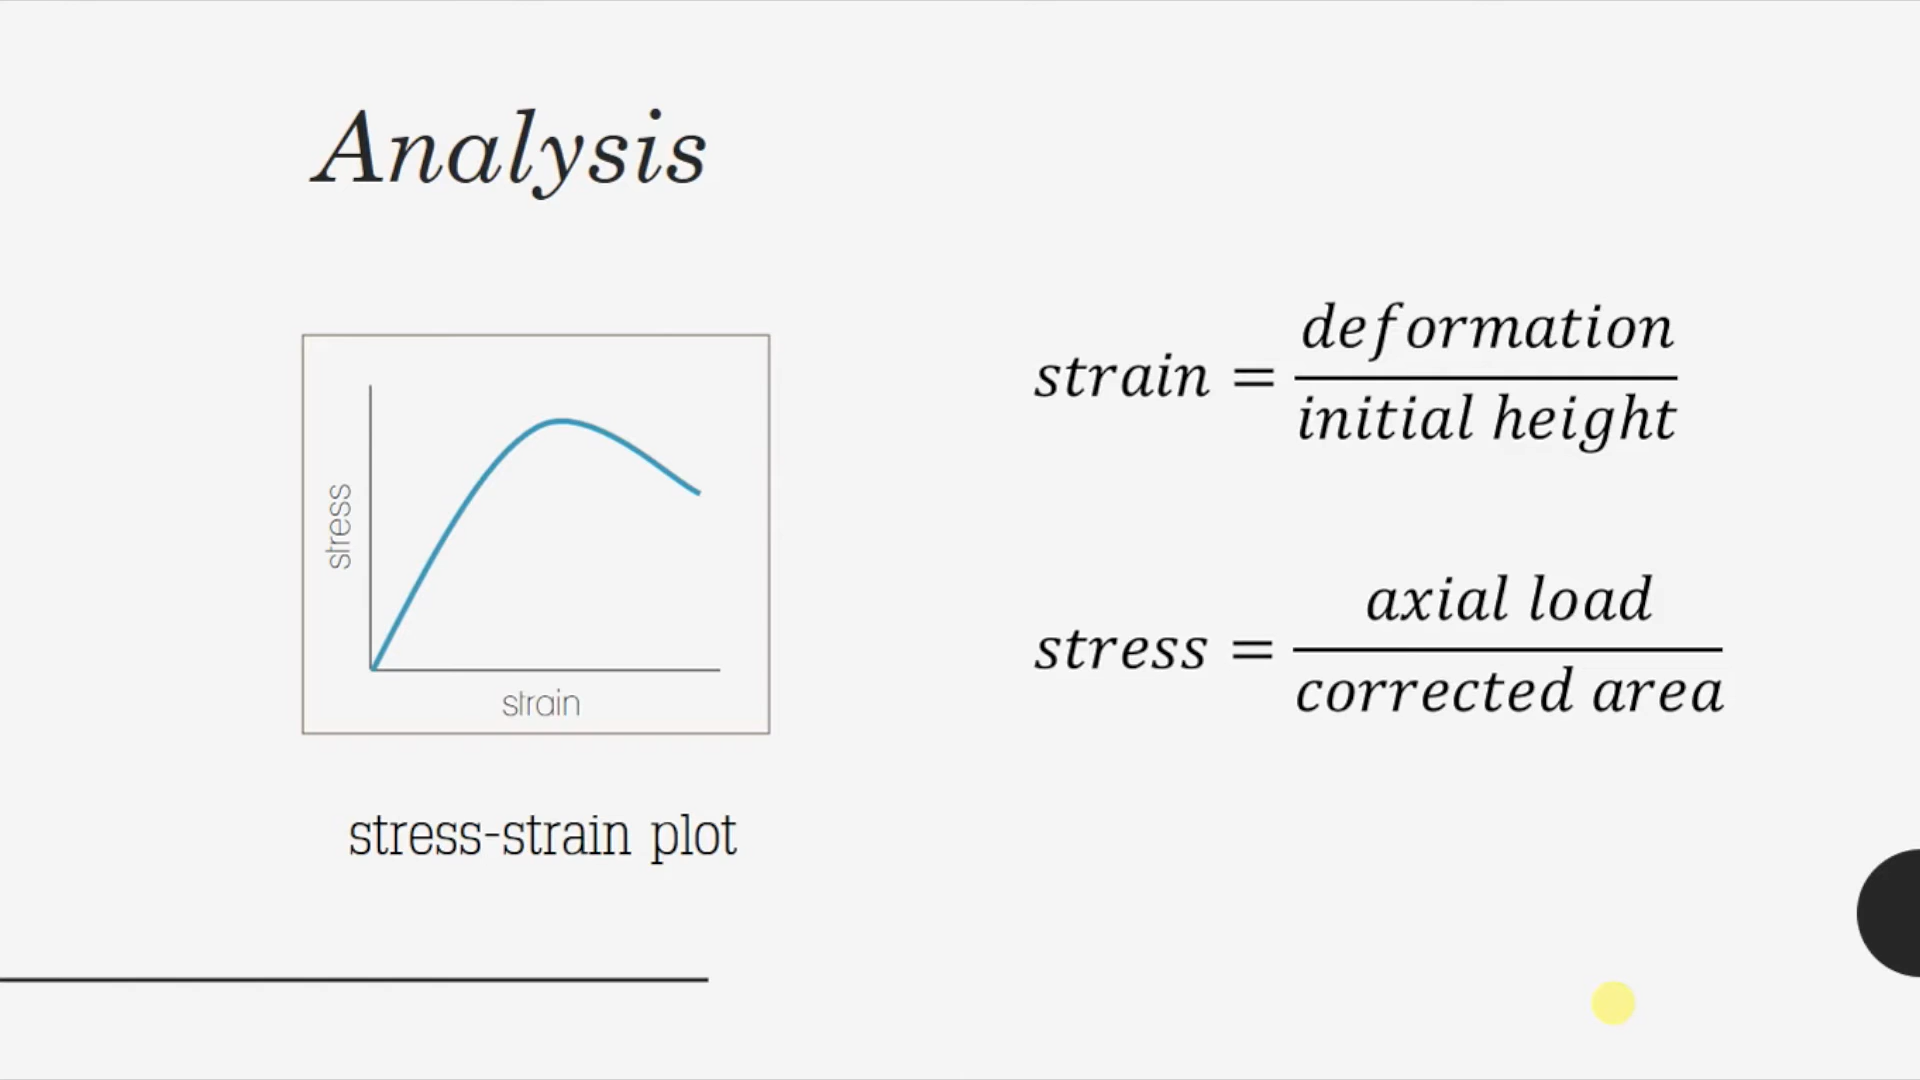 Analysis
stress
strain
stress-strain plot
strain = deformation / initial height
stress = axial load / corrected area